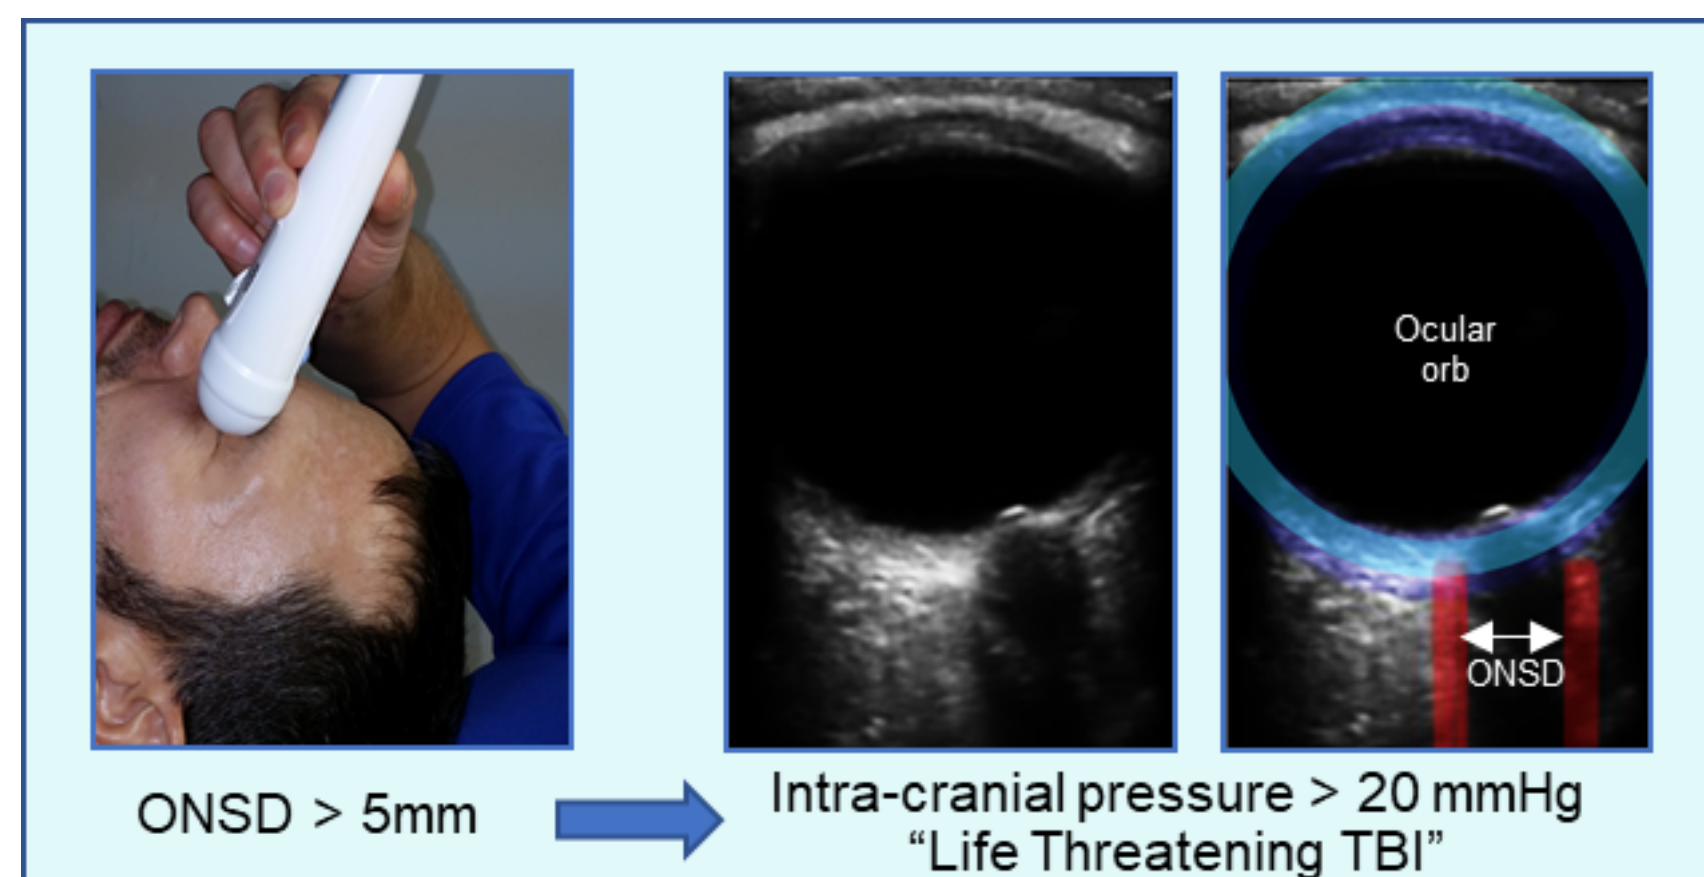 Ocular
orb
ONSD
ONSD > 5mm
Intra-cranial pressure > 20 mmHg
“Life Threatening TBI”